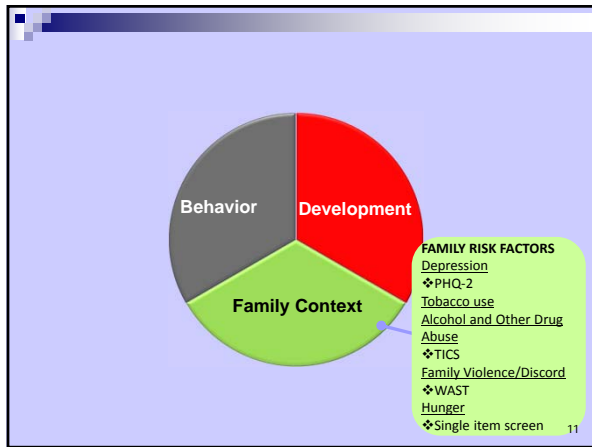 Behavior
Development
Family Context
FAMILY RISK FACTORS
Depression
❖PHQ-2
Tobacco use
Alcohol and Other Drug
Abuse
❖TICS
Family Violence/Discord
❖WAST
Hunger
❖Single item screen
11